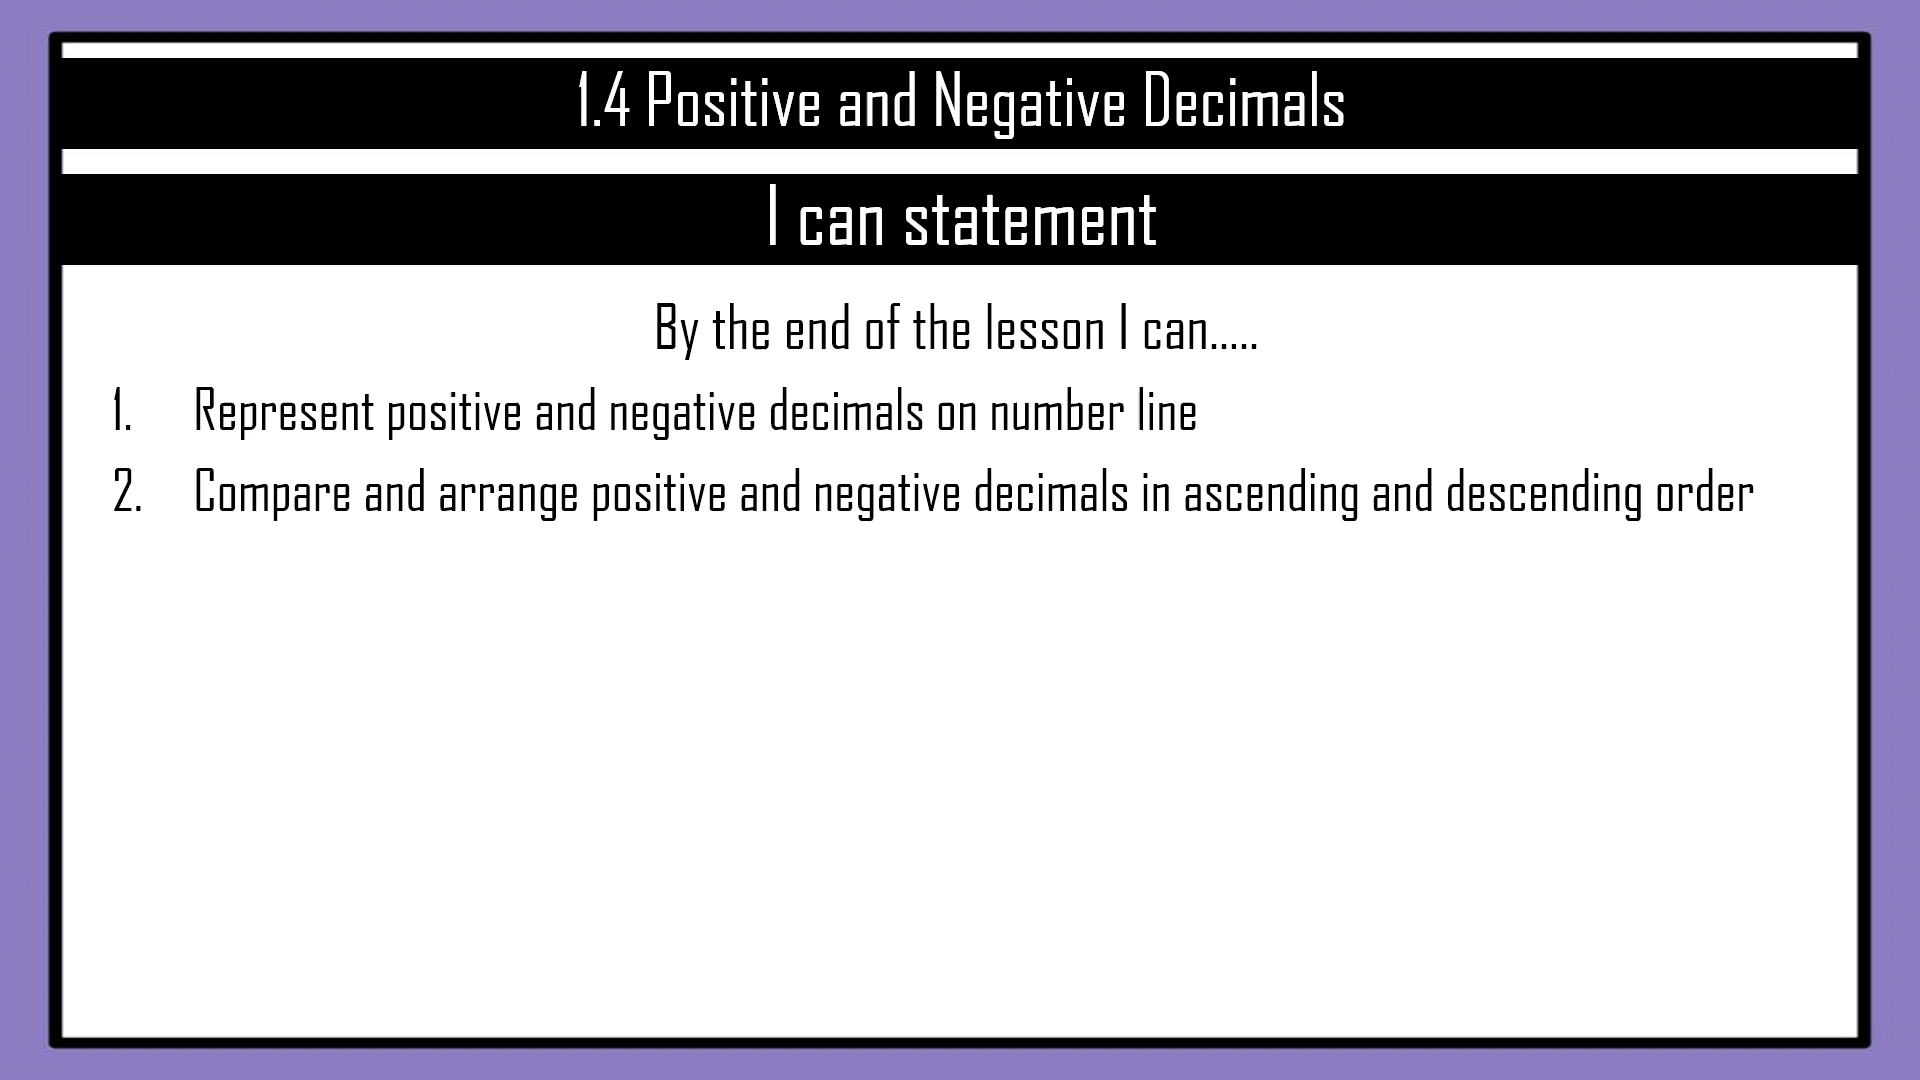 1.4 Positive and Negative Decimals
I can statement
By the end of the lesson I can.....
1. Represent positive and negative decimals on number line
2. Compare and arrange positive and negative decimals in ascending and descending order